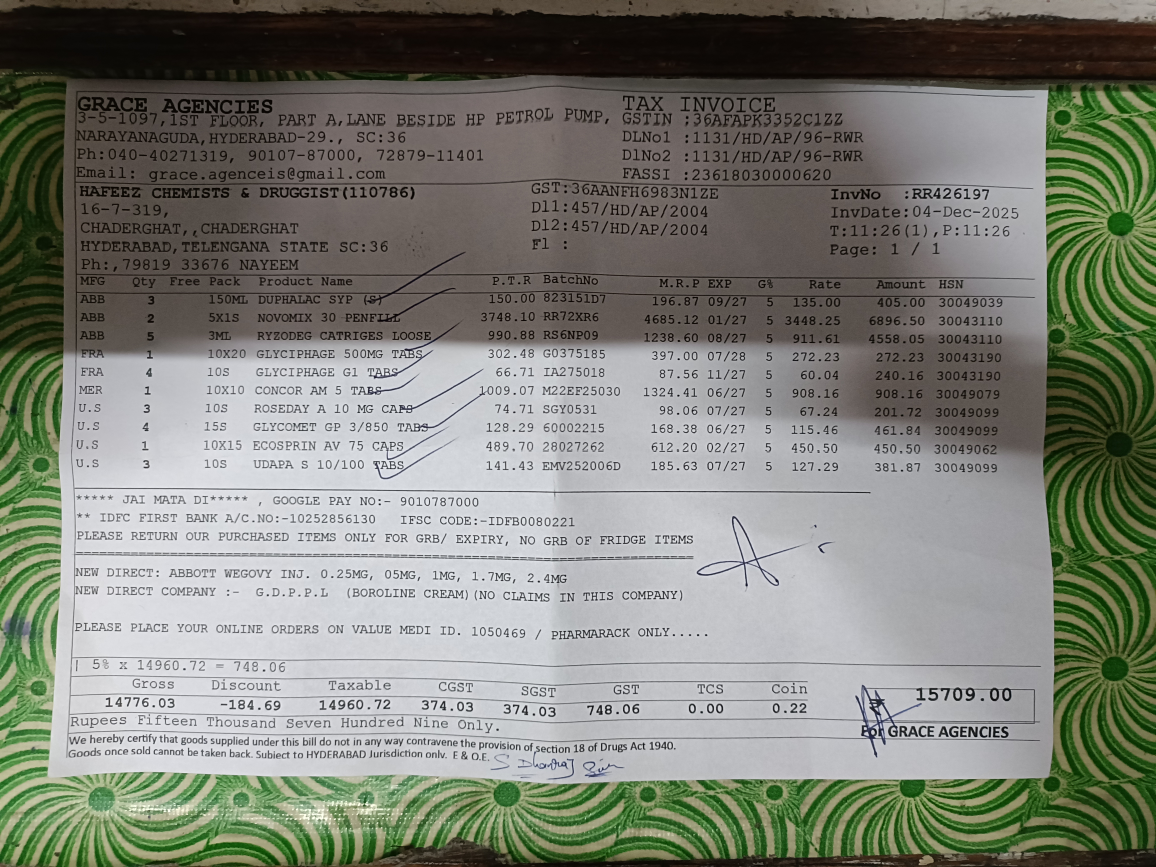 GRACE AGENCIES
3-5-1097,1ST FLOOR, PART A,LANE BESIDE HP PETROL PUMP,
NARAYANAGUDA,HYDERABAD-29., SC:36
Ph:040-40271319, 90107-87000, 72879-11401
Email: grace.agenceis@gmail.com
TAX INVOICE
GSTIN :36AFAPK3352C1ZZ
DLNo1 :1131/HD/AP/96-RWR
DlNo2 :1131/HD/AP/96-RWR
FASSI :23618030000620
HAFEEZ CHEMISTS & DRUGGIST(110786)
16-7-319,
CHADERGHAT,,CHADERGHAT
HYDERABAD,TELENGANA STATE SC:36
Ph:,79819 33676 NAYEEM
GST:36AANFH6983N1ZE
Dl1:457/HD/AP/2004
Dl2:457/HD/AP/2004
Fl :
InvNo :RR426197
InvDate:04-Dec-2025
T:11:26(1),P:11:26
Page: 1 / 1
MFG Qty Free Pack Product Name P.T.R BatchNo M.R.P EXP G% Rate Amount HSN
ABB 3 150ML DUPHALAC SYP (S) 150.00 823151D7 196.87 09/27 5 135.00 405.00 30049039
ABB 2 5X1S NOVOMIX 30 PENFILL 3748.10 RR72XR6 4685.12 01/27 5 3448.25 6896.50 30043110
ABB 5 3ML RYZODEG CATRIGES LOOSE 990.88 RS6NP09 1238.60 08/27 5 911.61 4558.05 30043110
FRA 1 10X20 GLYCIPHAGE 500MG TABS 302.48 G0375185 397.00 07/28 5 272.23 272.23 30043190
FRA 4 10S GLYCIPHAGE G1 TABS 66.71 IA275018 87.56 11/27 5 60.04 240.16 30043190
MER 1 10X10 CONCOR AM 5 TABS 1009.07 M22EF25030 1324.41 06/27 5 908.16 908.16 30049079
U.S 3 10S ROSEDAY A 10 MG CAPS 74.71 SGY0531 98.06 07/27 5 67.24 201.72 30049099
U.S 4 15S GLYCOMET GP 3/850 TABS 128.29 60002215 168.38 06/27 5 115.46 461.84 30049099
U.S 1 10X15 ECOSPRIN AV 75 CAPS 489.70 28027262 612.20 02/27 5 450.50 450.50 30049062
U.S 3 10S UDAPA S 10/100 TABS 141.43 EMV252006D 185.63 07/27 5 127.29 381.87 30049099
***** JAI MATA DI***** , GOOGLE PAY NO:- 9010787000
** IDFC FIRST BANK A/C.NO:-10252856130 IFSC CODE:-IDFB0080221
PLEASE RETURN OUR PURCHASED ITEMS ONLY FOR GRB/ EXPIRY, NO GRB OF FRIDGE ITEMS
NEW DIRECT: ABBOTT WEGOVY INJ. 0.25MG, 05MG, 1MG, 1.7MG, 2.4MG
NEW DIRECT COMPANY :- G.D.P.P.L (BOROLINE CREAM)(NO CLAIMS IN THIS COMPANY)
PLEASE PLACE YOUR ONLINE ORDERS ON VALUE MEDI ID. 1050469 / PHARMARACK ONLY.....
| 5% x 14960.72 = 748.06
Gross Discount Taxable CGST SGST GST TCS Coin
14776.03 -184.69 14960.72 374.03 374.03 748.06 0.00 0.22
15709.00
Rupees Fifteen Thousand Seven Hundred Nine Only.
For GRACE AGENCIES
We hereby certify that goods supplied under this bill do not in any way contravene the provision of section 18 of Drugs Act 1940.
Goods once sold cannot be taken back. Subject to HYDERABAD Jurisdiction only. E & O.E.
S Dhanraj